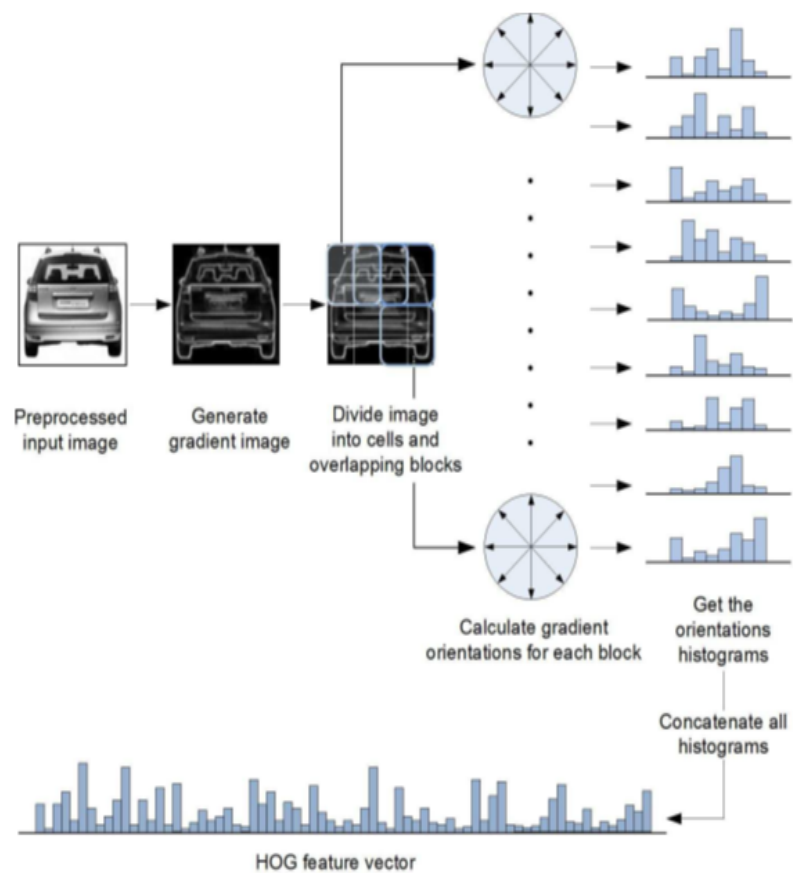 Preprocessed
input image
Generate
gradient image
Divide image
into cells and
overlapping blocks
Calculate gradient
orientations for each block
Get the
orientations
histograms
Concatenate all
histograms
HOG feature vector